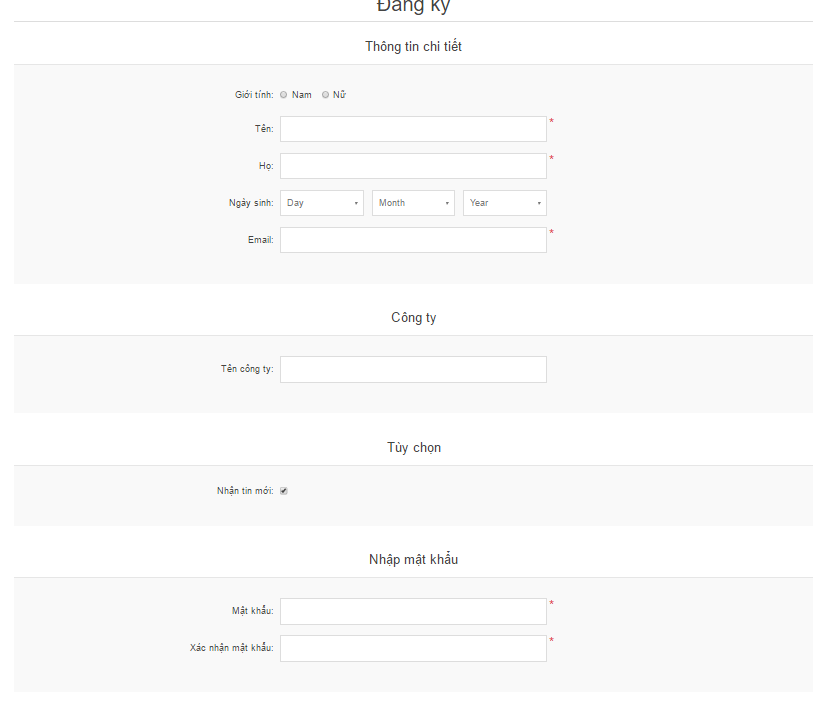 Đăng ký
Thông tin chi tiết
Giới tính: Nam Nữ
Tên: *
Họ: *
Ngày sinh: Day Month Year
Email: *
Công ty
Tên công ty:
Tùy chọn
Nhận tin mới:
Nhập mật khẩu
Mật khẩu: *
Xác nhận mật khẩu: *